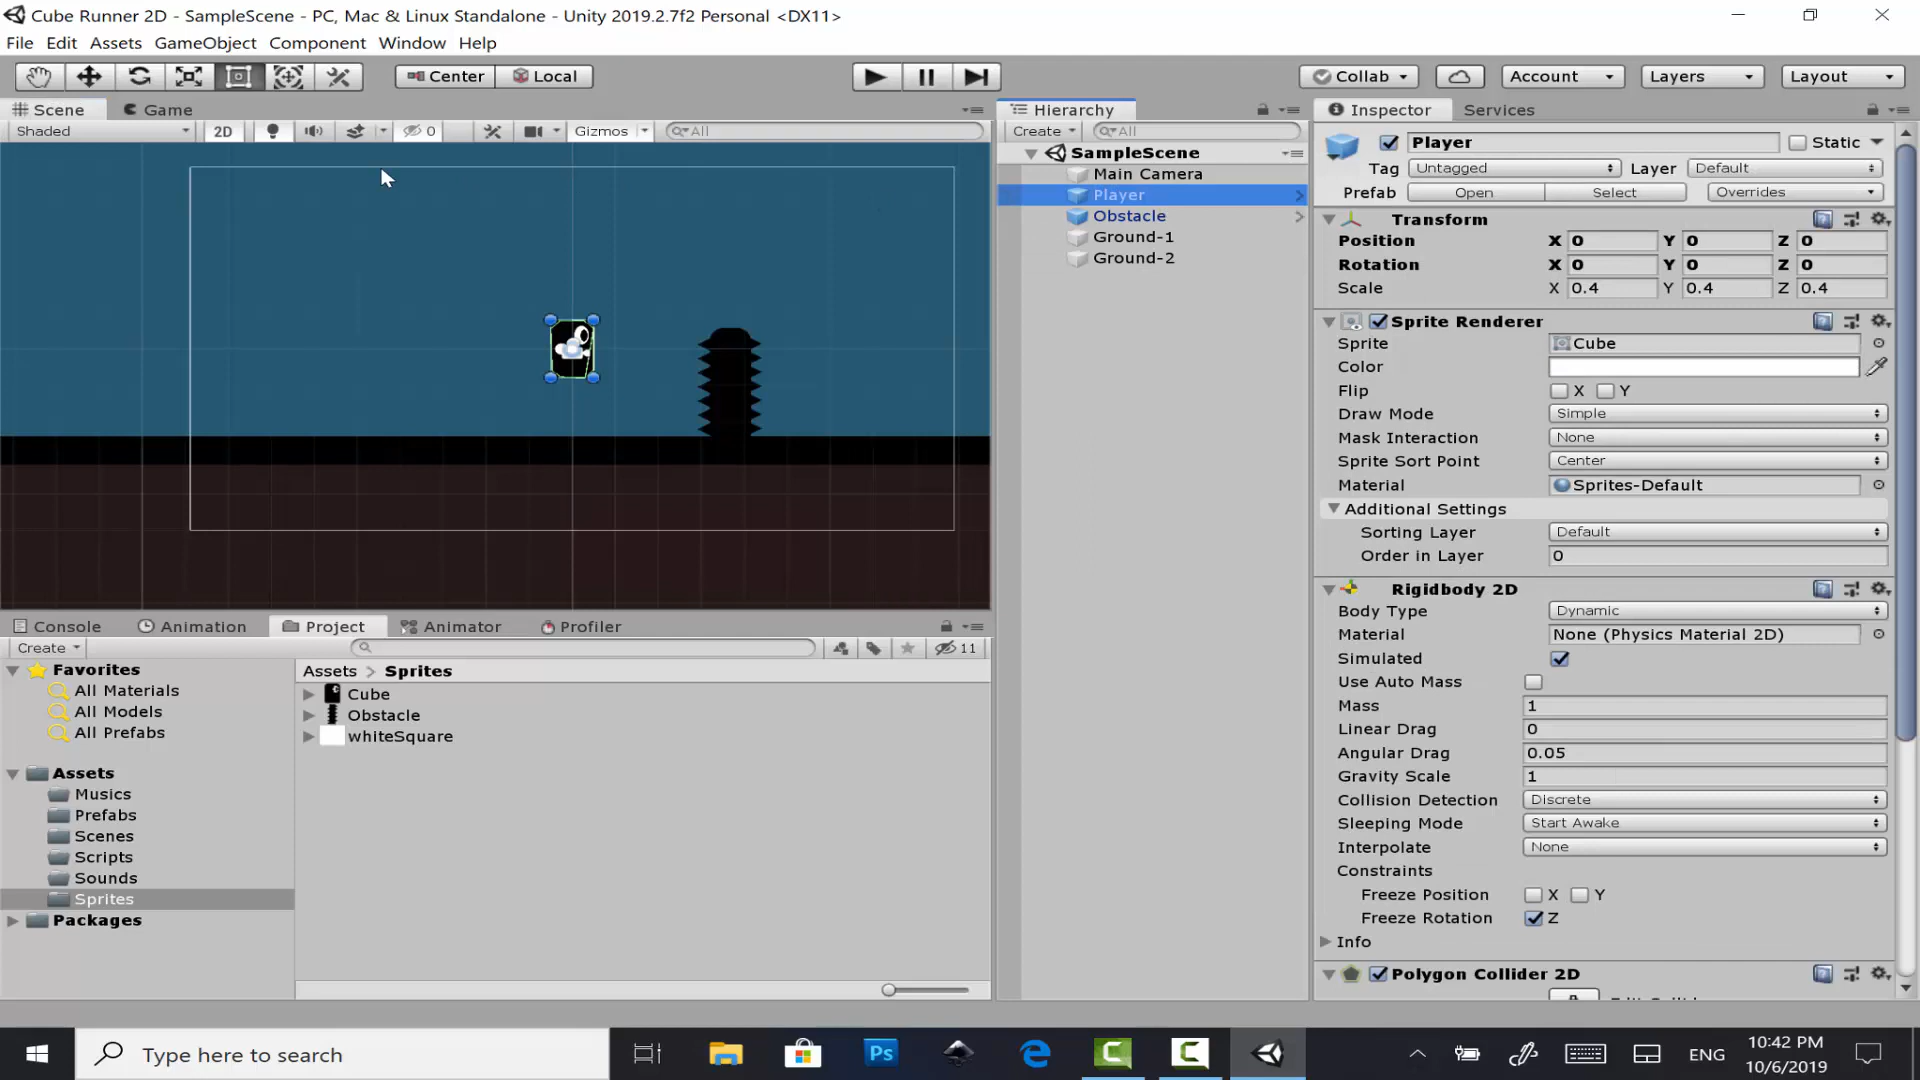 Cube Runner 2D - SampleScene - PC, Mac & Linux Standalone - Unity 2019.2.7f2 Personal <DX11>
File Edit Assets GameObject Component Window Help
Center Local Collab Account Layers Layout
Scene Game
Shaded 2D 0 Gizmos All
Hierarchy
Create All
SampleScene
Main Camera
Player
Obstacle
Ground-1
Ground-2
Inspector Services
Player Static
Tag Untagged Layer Default
Prefab Open Select Overrides
Transform
Position X 0 Y 0 Z 0
Rotation X 0 Y 0 Z 0
Scale X 0.4 Y 0.4 Z 0.4
Sprite Renderer
Sprite Cube
Color
Flip X Y
Draw Mode Simple
Mask Interaction None
Sprite Sort Point Center
Material Sprites-Default
Additional Settings
Sorting Layer Default
Order in Layer 0
Rigidbody 2D
Body Type Dynamic
Material None (Physics Material 2D)
Simulated
Use Auto Mass
Mass 1
Linear Drag 0
Angular Drag 0.05
Gravity Scale 1
Collision Detection Discrete
Sleeping Mode Start Awake
Interpolate None
Constraints
Freeze Position X Y
Freeze Rotation Z
Info
Polygon Collider 2D
Console Animation Project Animator Profiler
Create 11
Favorites
All Materials
All Models
All Prefabs
Assets
Musics
Prefabs
Scenes
Scripts
Sounds
Sprites
Packages
Assets > Sprites
Cube
Obstacle
whiteSquare
Type here to search
Ps
ENG
10:42 PM
10/6/2019